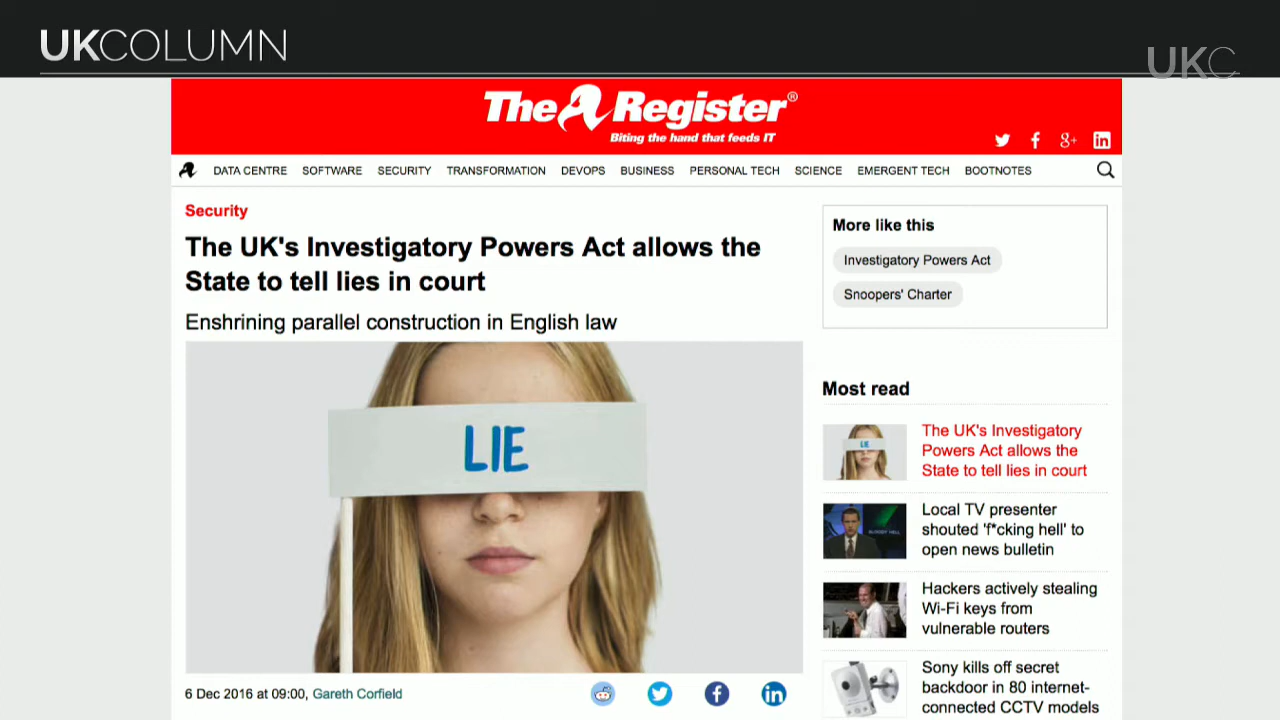 UKCOLUMN
UKC
The Register®
Biting the hand that feeds IT
DATA CENTRE SOFTWARE SECURITY TRANSFORMATION DEVOPS BUSINESS PERSONAL TECH SCIENCE EMERGENT TECH BOOTNOTES
Security
The UK's Investigatory Powers Act allows the
State to tell lies in court
Enshrining parallel construction in English law
LIE
6 Dec 2016 at 09:00, Gareth Corfield
More like this
Investigatory Powers Act
Snoopers' Charter
Most read
LIE
The UK's Investigatory
Powers Act allows the
State to tell lies in court
BLOODY HELL
Local TV presenter
shouted 'f*cking hell' to
open news bulletin
Hackers actively stealing
Wi-Fi keys from
vulnerable routers
Sony kills off secret
backdoor in 80 internet-
connected CCTV models